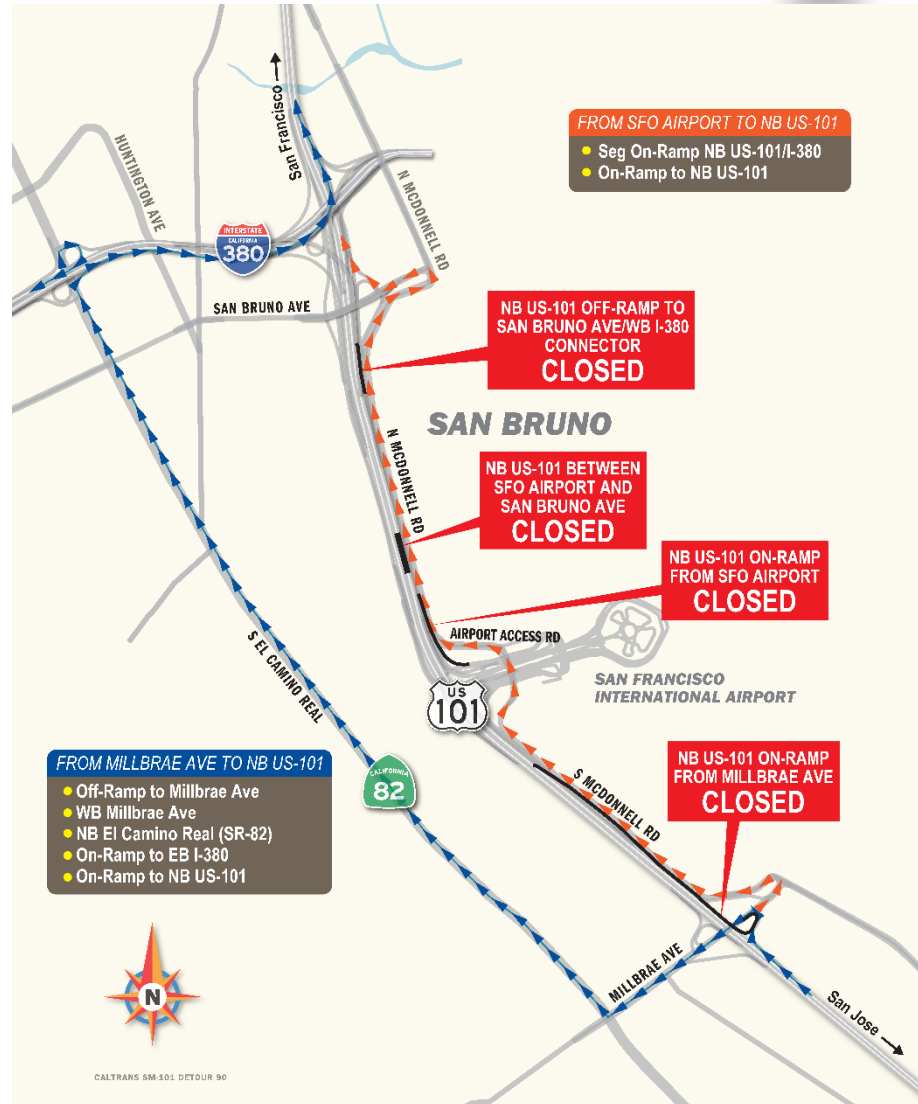 San Francisco
HUNTINGTON AVE
N MCDONNELL RD
FROM SFO AIRPORT TO NB US-101
Seg On-Ramp NB US-101/I-380
On-Ramp to NB US-101
INTERSTATE
CALIFORNIA
380
SAN BRUNO AVE
NB US-101 OFF-RAMP TO
SAN BRUNO AVE/WB I-380
CONNECTOR
CLOSED
SAN BRUNO
N MCDONNELL RD
NB US-101 BETWEEN
SFO AIRPORT AND
SAN BRUNO AVE
CLOSED
NB US-101 ON-RAMP
FROM SFO AIRPORT
CLOSED
AIRPORT ACCESS RD
S EL CAMINO REAL
SAN FRANCISCO
INTERNATIONAL AIRPORT
US
101
FROM MILLBRAE AVE TO NB US-101
Off-Ramp to Millbrae Ave
WB Millbrae Ave
NB El Camino Real (SR-82)
On-Ramp to EB I-380
On-Ramp to NB US-101
CALIFORNIA
82
S MCDONNELL RD
NB US-101 ON-RAMP
FROM MILLBRAE AVE
CLOSED
MILLBRAE AVE
San Jose
N
CALTRANS SM-101 DETOUR 90